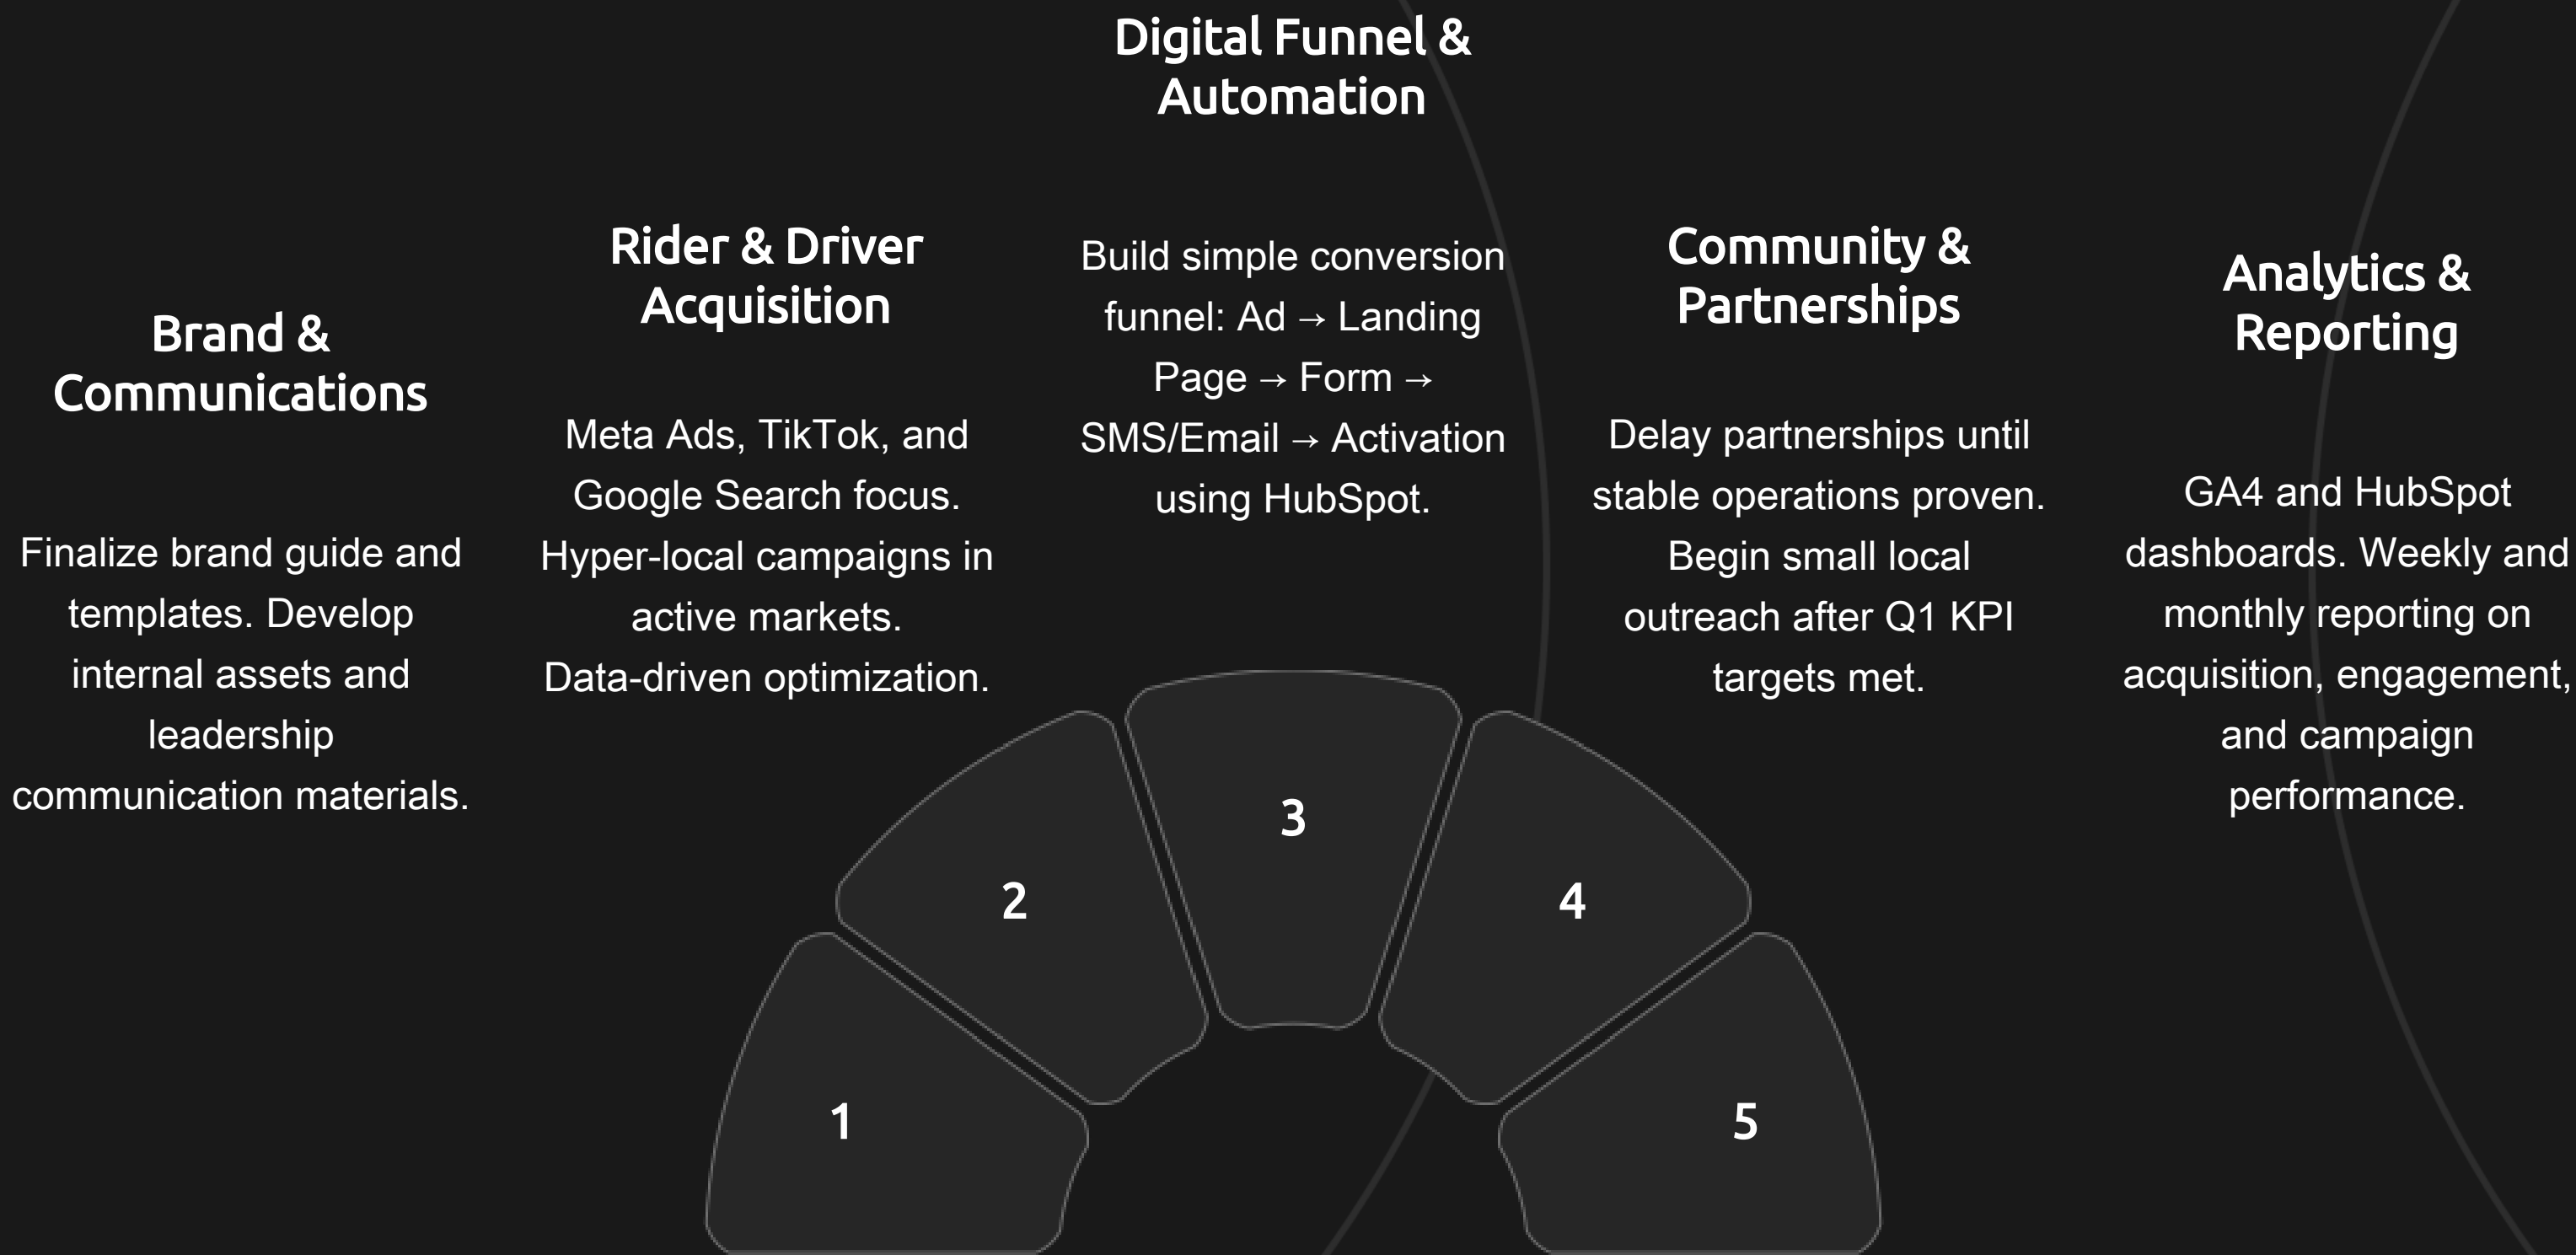 Brand &
Communications
Finalize brand guide and
templates. Develop
internal assets and
leadership
communication materials.
Rider & Driver
Acquisition
Meta Ads, TikTok, and
Google Search focus.
Hyper-local campaigns in
active markets.
Data-driven optimization.
Digital Funnel &
Automation
Build simple conversion
funnel: Ad → Landing
Page → Form →
SMS/Email → Activation
using HubSpot.
Community &
Partnerships
Delay partnerships until
stable operations proven.
Begin small local
outreach after Q1 KPI
targets met.
Analytics &
Reporting
GA4 and HubSpot
dashboards. Weekly and
monthly reporting on
acquisition, engagement,
and campaign
performance.
1
2
3
4
5